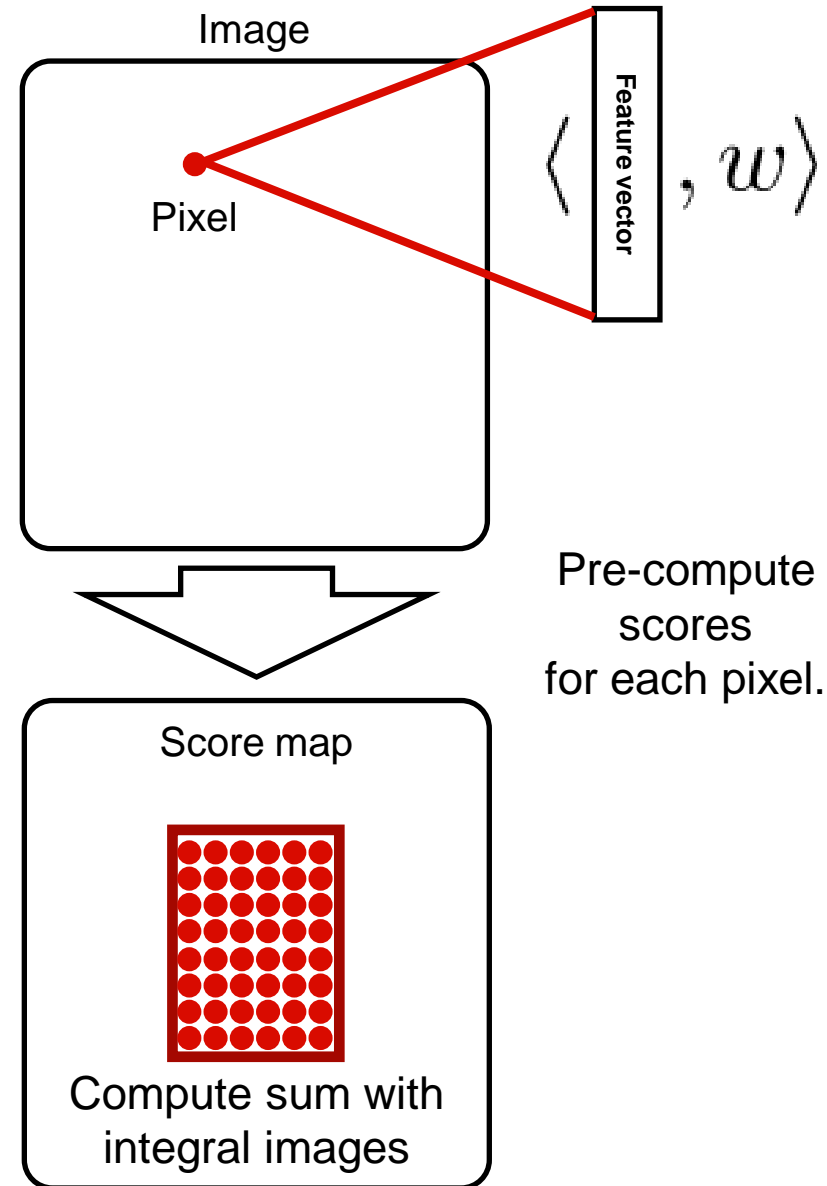 Image
Pixel
Feature vector
⟨ , w⟩
Pre-compute
scores
for each pixel.
Score map
Compute sum with
integral images